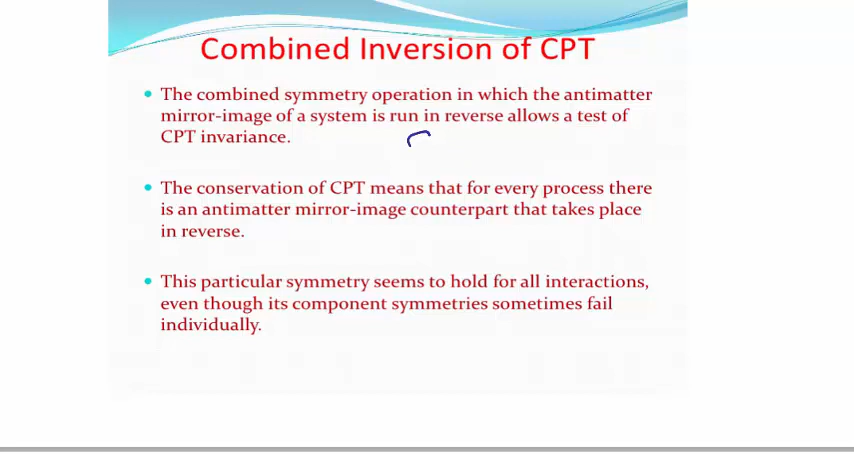 Combined Inversion of CPT
• The combined symmetry operation in which the antimatter
mirror-image of a system is run in reverse allows a test of
CPT invariance.
• The conservation of CPT means that for every process there
is an antimatter mirror-image counterpart that takes place
in reverse.
• This particular symmetry seems to hold for all interactions,
even though its component symmetries sometimes fail
individually.